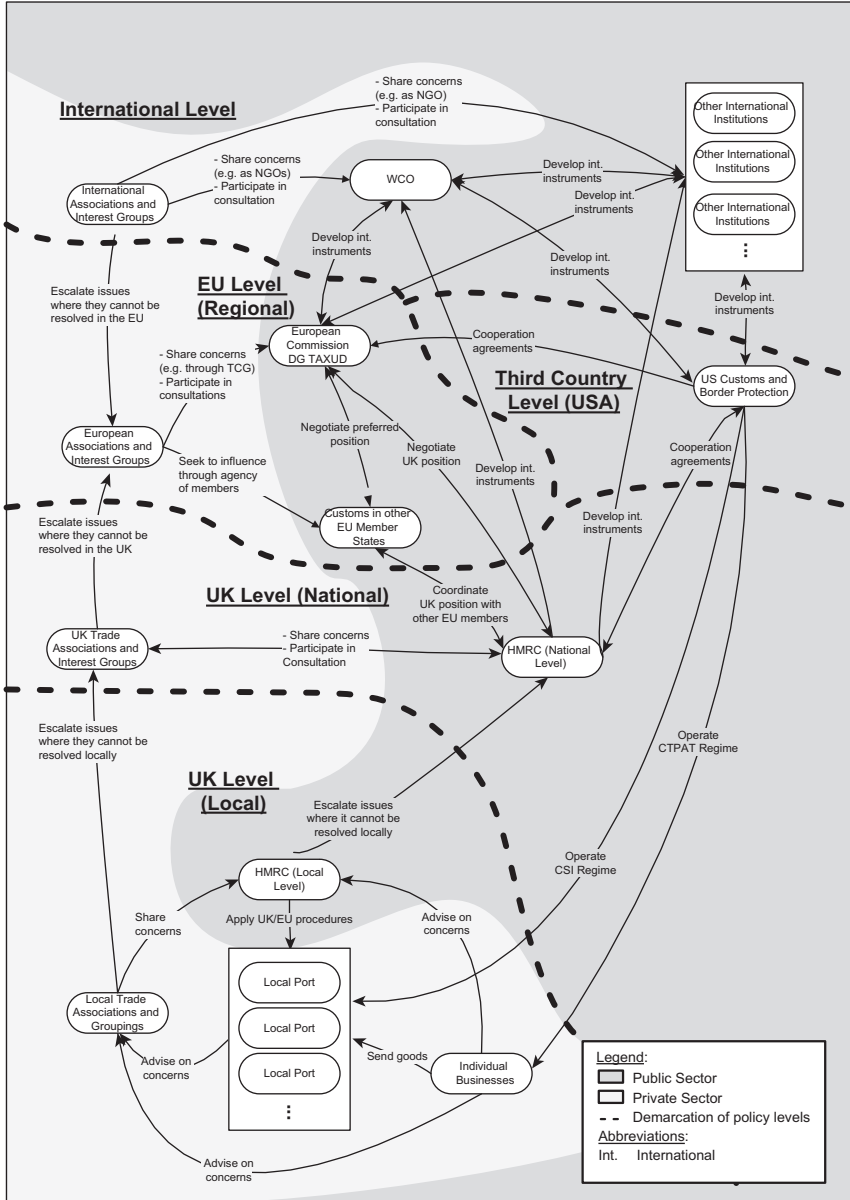 International Level
- Share concerns
(e.g. as NGO)
- Participate in
consultation
Other International
Institutions
Other International
Institutions
Other International
Institutions
...
- Share concerns
(e.g. as NGOs)
- Participate in
consultation
WCO
Develop int.
instruments
Develop int.
instruments
International
Associations and
Interest Groups
Develop int.
instruments
Develop int.
instruments
Develop int.
instruments
Escalate issues
where they cannot be
resolved in the EU
EU Level
(Regional)
European
Commission
DG TAXUD
Cooperation
agreements
- Share concerns
(e.g. through TCG)
- Participate in
consultations
Third Country
Level (USA)
US Customs and
Border Protection
European
Associations and
Interest Groups
Negotiate preferred
position
Negotiate
UK position
Cooperation
agreements
Seek to influence
through agency
of members
Develop int.
instruments
Develop int.
instruments
Customs in other
EU Member
States
Escalate issues
where they cannot be
resolved in the UK
UK Level (National)
Coordinate
UK position with
other EU members
UK Trade
Associations and
Interest Groups
- Share concerns
- Participate in
Consultation
HMRC (National
Level)
Escalate issues
where they cannot be
resolved locally
Operate
CTPAT Regime
UK Level
(Local)
Escalate issues
where it cannot be
resolved locally
Operate
CSI Regime
HMRC (Local
Level)
Apply UK/EU procedures
Share
concerns
Advise on
concerns
Local Port
Local Port
Local Port
...
Local Trade
Associations and
Groupings
Advise on
concerns
Send goods
Individual
Businesses
Advise on
concerns
Legend:
Public Sector
Private Sector
Demarcation of policy levels
Abbreviations:
Int. International